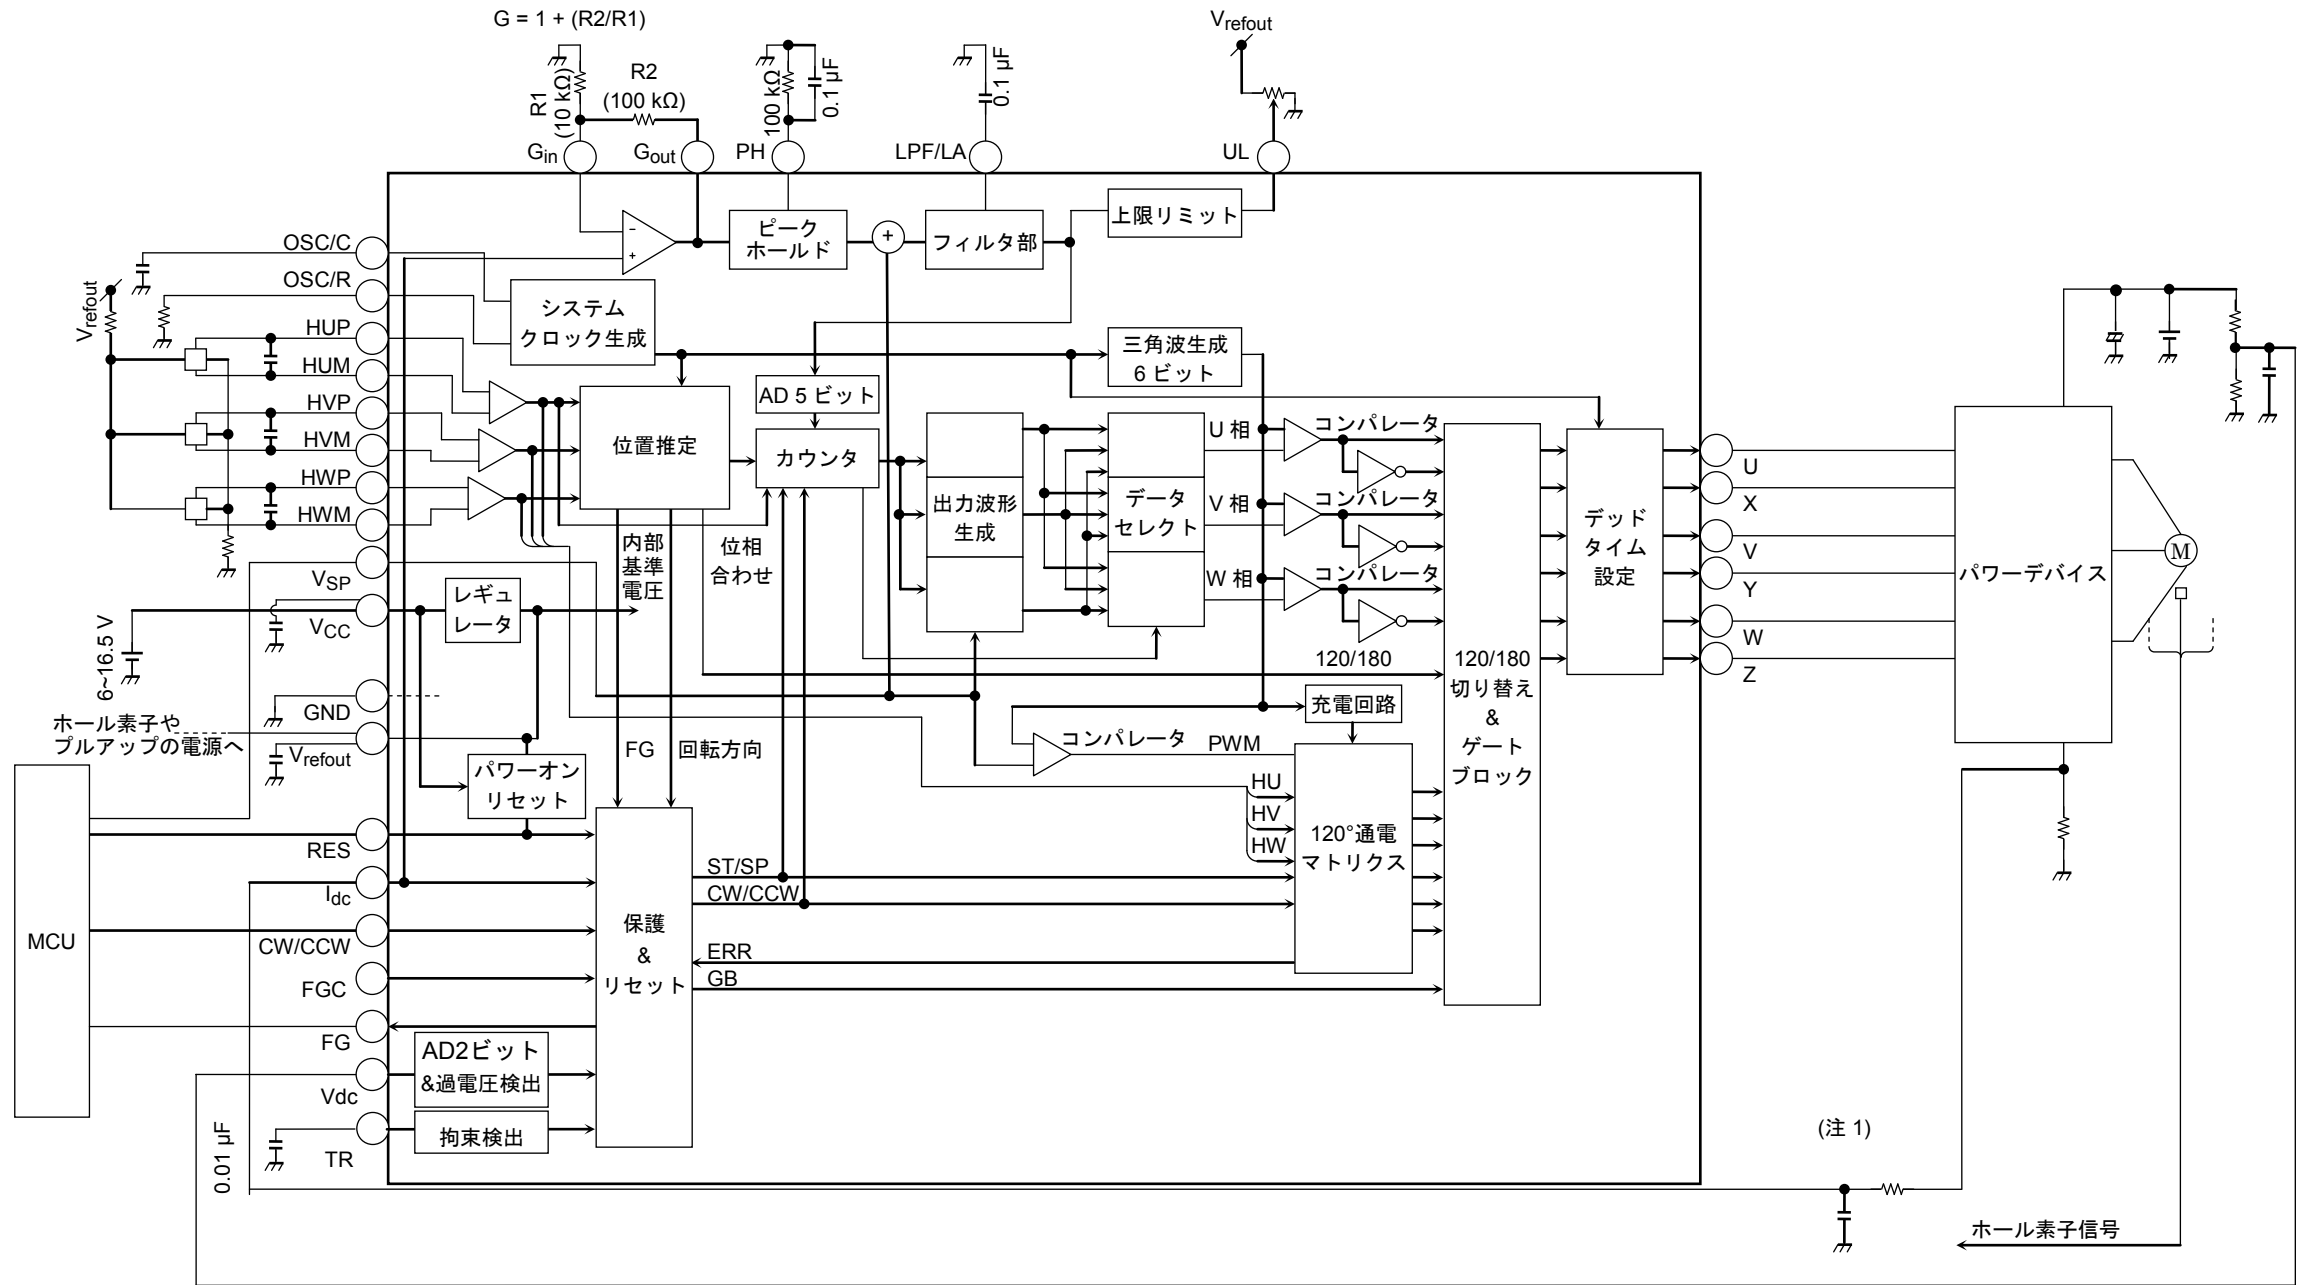 G = 1 + (R2/R1)
Vrefout
R1
(10 kΩ)
R2
(100 kΩ)
100 kΩ
0.1 µF
0.1 µF
Gin
Gout
PH
LPF/LA
UL
OSC/C
OSC/R
Vrefout
HUP
HUM
HVP
HVM
HWP
HWM
VSP
VCC
6~16.5 V
GND
ホール素子や
プルアップの電源へ
Vrefout
RES
Idc
CW/CCW
FGC
FG
Vdc
TR
MCU
0.01 µF
-
+
ピーク
ホールド
+
フィルタ部
上限リミット
システム
クロック生成
三角波生成
6 ビット
AD 5 ビット
位置推定
カウンタ
出力波形
生成
データ
セレクト
U 相
V 相
W 相
コンパレータ
コンパレータ
コンパレータ
内部
基準
電圧
位相
合わせ
レギュ
レータ
120/180
120/180
切り替え
&
ゲート
ブロック
デッド
タイム
設定
U
X
V
Y
W
Z
パワーデバイス
M
充電回路
FG
回転方向
コンパレータ
PWM
パワーオン
リセット
HU
HV
HW
120°通電
マトリクス
ST/SP
CW/CCW
保護
&
リセット
ERR
GB
AD2ビット
&過電圧検出
拘束検出
(注 1)
ホール素子信号